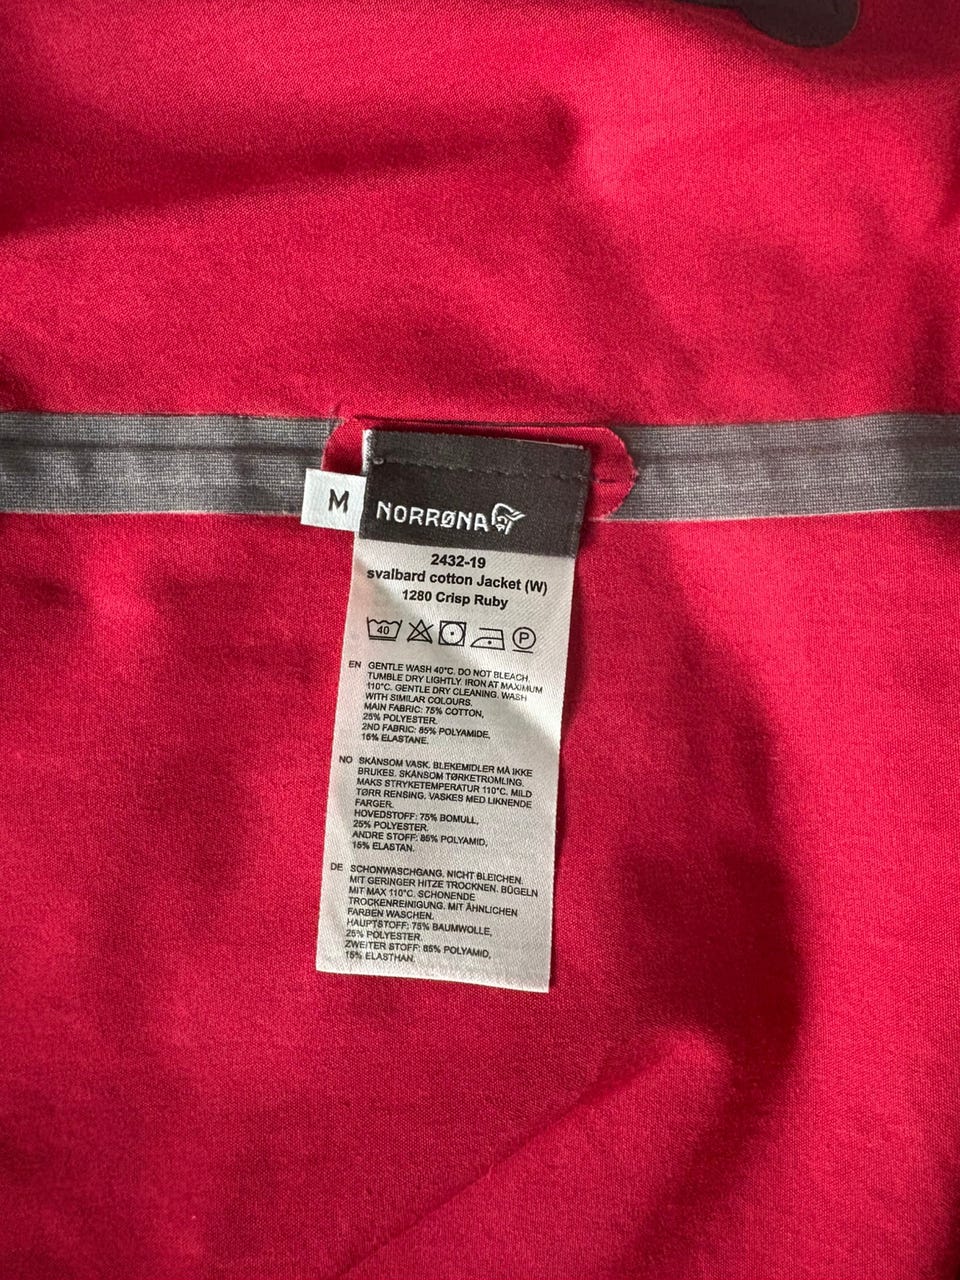 M
NORRØNA
2432-19
svalbard cotton Jacket (W)
1280 Crisp Ruby
40
P
EN GENTLE WASH 40°C. DO NOT BLEACH.
TUMBLE DRY LIGHTLY. IRON AT MAXIMUM
110°C. GENTLE DRY CLEANING. WASH
WITH SIMILAR COLOURS.
MAIN FABRIC: 75% COTTON,
25% POLYESTER.
2ND FABRIC: 85% POLYAMIDE,
15% ELASTANE.
NO SKÅNSOM VASK. BLEKEMIDLER MÅ IKKE
BRUKES. SKÅNSOM TØRKETROMLING.
MAKS STRYKETEMPERATUR 110°C. MILD
TØRR RENSING. VASKES MED LIKNENDE
FARGER.
HOVEDSTOFF: 75% BOMULL,
25% POLYESTER.
ANDRE STOFF: 85% POLYAMID,
15% ELASTAN.
DE SCHONWASCHGANG. NICHT BLEICHEN.
MIT GERINGER HITZE TROCKNEN. BÜGELN
MIT MAX 110°C. SCHONENDE
TROCKENREINIGUNG. MIT ÄHNLICHEN
FARBEN WASCHEN.
HAUPTSTOFF: 75% BAUMWOLLE,
25% POLYESTER.
ZWEITER STOFF: 85% POLYAMID,
15% ELASTHAN.